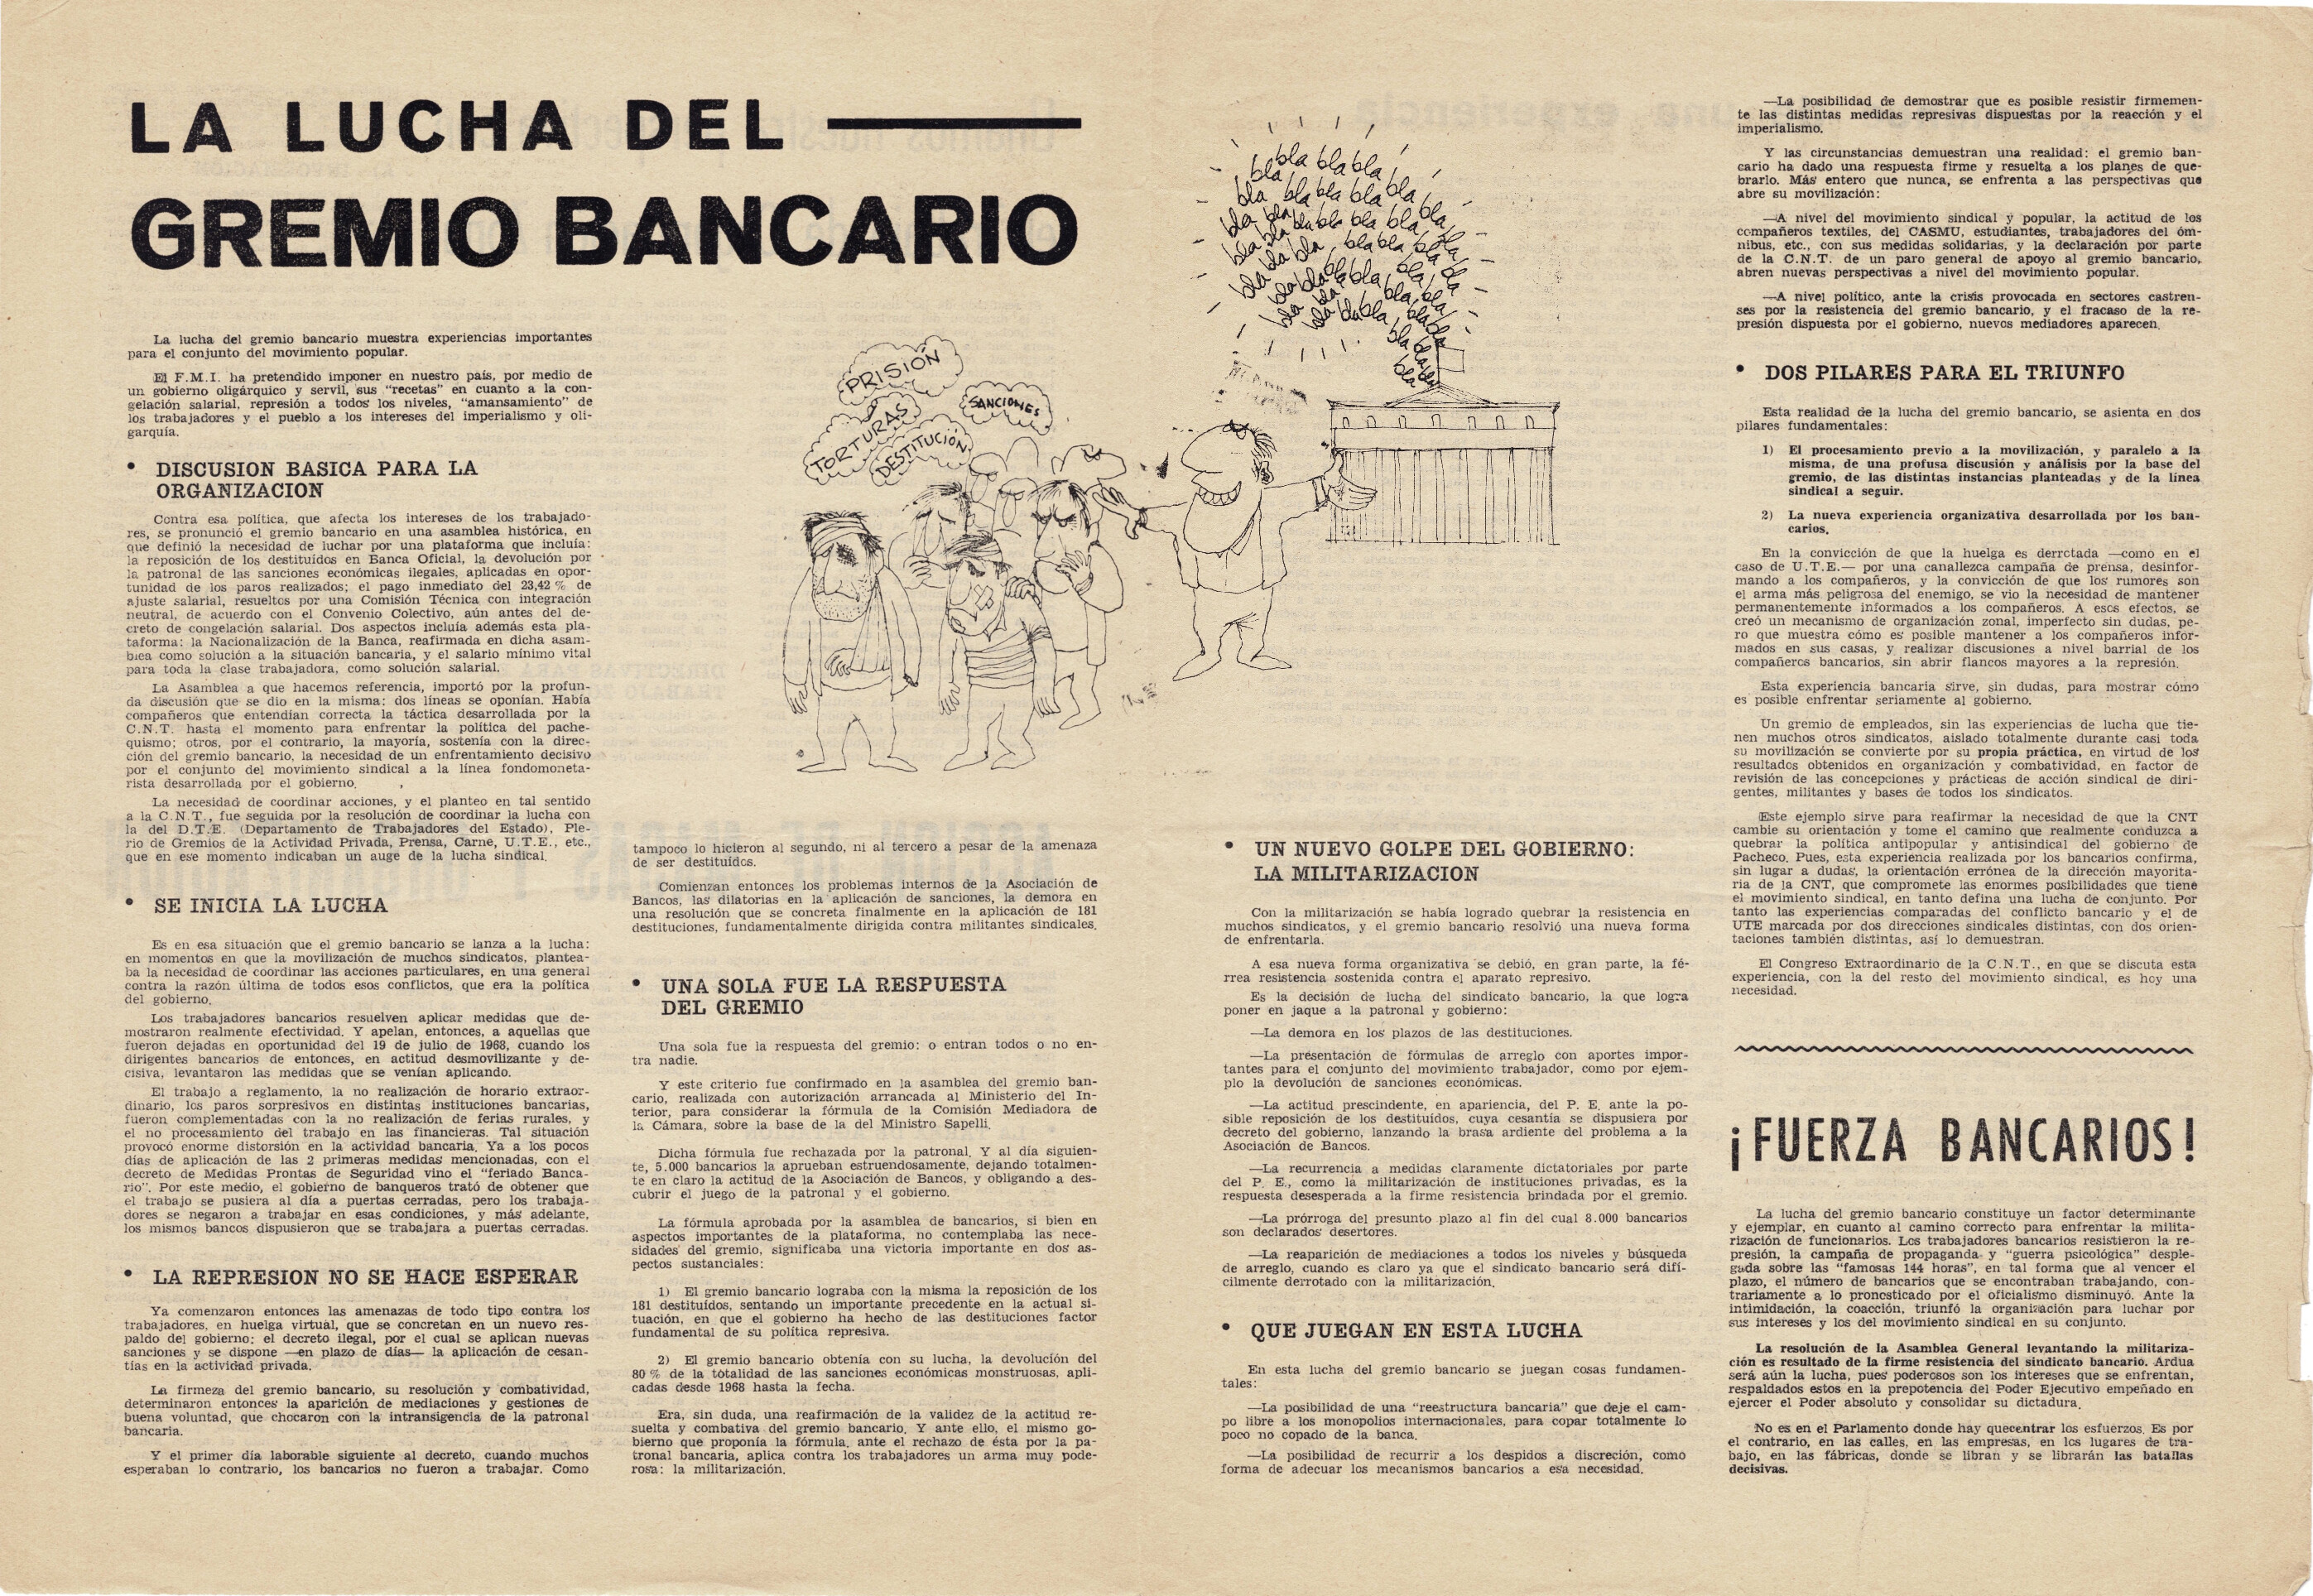 LA LUCHA DEL
GREMIO BANCARIO
La lucha del gremio bancario muestra experiencias importantes
para el conjunto del movimiento popular.
El F.M.I. ha pretendido imponer en nuestro país, por medio de
un gobierno oligárquico y servil, sus "recetas" en cuanto a la con-
gelación salarial, represión a todos los niveles, "amansamiento" de
los trabajadores y el pueblo a los intereses del imperialismo y oli-
garquía.
• DISCUSION BASICA PARA LA
ORGANIZACION
Contra esa política, que afecta los intereses de los trabajado-
res, se pronunció el gremio bancario en una asamblea histórica, en
que definió la necesidad de luchar por una plataforma que incluía:
la reposición de los destituídos en Banca Oficial, la devolución por
la patronal de las sanciones económicas ilegales, aplicadas en opor-
tunidad de los paros realizados; el pago inmediato del 23,42 % de
ajuste salarial, resueltos por una Comisión Técnica con integración
neutral, de acuerdo con el Convenio Colectivo, aún antes del de-
creto de congelación salarial. Dos aspectos incluía además esta pla-
taforma: la Nacionalización de la Banca, reafirmada en dicha asam-
blea como solución a la situación bancaria, y el salario mínimo vital
para toda la clase trabajadora, como solución salarial.
La Asamblea a que hacemos referencia, importó por la profun-
da discusión que se dio en la misma: dos líneas se oponían. Había
compañeros que entendían correcta la táctica desarrollada por la
C.N.T. hasta el momento para enfrentar la política del pache-
quismo; otros, por el contrario, la mayoría, sostenía con la direc-
ción del gremio bancario, la necesidad de un enfrentamiento decisivo
por el conjunto del movimiento sindical a la línea fondomoneta-
rista desarrollada por el gobierno.
La necesidad de coordinar acciones, y el planteo en tal sentido
a la C.N.T., fue seguida por la resolución de coordinar la lucha con
la del D.T.E. (Departamento de Trabajadores del Estado), Ple-
rio de Gremios de la Actividad Privada, Prensa, Carne, U.T.E., etc.,
que en ese momento indicaban un auge de la lucha sindical.
• SE INICIA LA LUCHA
Es en esa situación que el gremio bancario se lanza a la lucha:
en momentos en que la movilización de muchos sindicatos, plantea-
ba la necesidad de coordinar las acciones particulares, en una general
contra la razón última de todos esos conflictos, que era la política
del gobierno.
Los trabajadores bancarios resuelven aplicar medidas que de-
mostraron realmente efectividad. Y apelan, entonces, a aquellas que
fueron dejadas en oportunidad del 19 de julio de 1968, cuando los
dirigentes bancarios de entonces, en actitud desmovilizante y de-
cisiva, levantaron las medidas que se venían aplicando.
El trabajo a reglamento, la no realización de horario extraor-
dinario, los paros sorpresivos en distintas instituciones bancarias,
fueron complementadas con la no realización de ferias rurales, y
el no procesamiento del trabajo en las financieras. Tal situación
provocó enorme distorsión en la actividad bancaria. Ya a los pocos
días de aplicación de las 2 primeras medidas mencionadas, con el
decreto de Medidas Prontas de Seguridad vino el "feriado Banca-
rio". Por este medio, el gobierno de banqueros trató de obtener que
el trabajo se pusiera al día a puertas cerradas, pero los trabaja-
dores se negaron a trabajar en esas condiciones, y más adelante,
los mismos bancos dispusieron que se trabajara a puertas cerradas.
• LA REPRESION NO SE HACE ESPERAR
Ya comenzaron entonces las amenazas de todo tipo contra los
trabajadores, en huelga virtual, que se concretan en un nuevo res-
paldo del gobierno; el decreto ilegal, por el cual se aplican nuevas
sanciones y se dispone —en plazo de días— la aplicación de cesan-
tías en la actividad privada.
La firmeza del gremio bancario, su resolución y combatividad,
determinaron entonces la aparición de mediaciones y gestiones de
buena voluntad, que chocaron con la intransigencia de la patronal
bancaria.
Y el primer día laborable siguiente al decreto, cuando muchos
esperaban lo contrario, los bancarios no fueron a trabajar. Como
PRISIÓN
TORTURAS
SANCIONES
DESTITUCIÓN
bla bla bla bla
bla bla bla bla bla
tampoco lo hicieron al segundo, ni al tercero a pesar de la amenaza
de ser destituídos.
Comienzan entonces los problemas internos de la Asociación de
Bancos, las dilatorias en la aplicación de sanciones, la demora en
una resolución que se concreta finalmente en la aplicación de 181
destituciones, fundamentalmente dirigida contra militantes sindicales.
• UNA SOLA FUE LA RESPUESTA
DEL GREMIO
Una sola fue la respuesta del gremio: o entran todos o no en-
tra nadie.
Y este criterio fue confirmado en la asamblea del gremio ban-
cario, realizada con autorización arrancada al Ministerio del In-
terior, para considerar la fórmula de la Comisión Mediadora de
la Cámara, sobre la base de la del Ministro Sapelli.
Dicha fórmula fue rechazada por la patronal. Y al día siguien-
te, 5.000 bancarios la aprueban estruendosamente, dejando totalmen-
te en claro la actitud de la Asociación de Bancos, y obligando a des-
cubrir el juego de la patronal y el gobierno.
La fórmula aprobada por la asamblea de bancarios, si bien en
aspectos importantes de la plataforma, no contemplaba las nece-
sidades del gremio, significaba una victoria importante en dos as-
pectos sustanciales:
1) El gremio bancario lograba con la misma la reposición de los
181 destituídos, sentando un importante precedente en la actual si-
tuación, en que el gobierno ha hecho de las destituciones factor
fundamental de su política represiva.
2) El gremio bancario obtenía con su lucha, la devolución del
80 % de la totalidad de las sanciones económicas monstruosas, apli-
cadas desde 1968 hasta la fecha.
Era, sin duda, una reafirmación de la validez de la actitud re-
suelta y combativa del gremio bancario. Y ante ello, el mismo go-
bierno que proponía la fórmula, ante el rechazo de ésta por la pa-
tronal bancaria, aplica contra los trabajadores un arma muy pode-
rosa: la militarización.
• UN NUEVO GOLPE DEL GOBIERNO:
LA MILITARIZACION
Con la militarización se había logrado quebrar la resistencia en
muchos sindicatos, y el gremio bancario resolvió una nueva forma
de enfrentarla.
A esa nueva forma organizativa se debió, en gran parte, la fé-
rrea resistencia sostenida contra el aparato represivo.
Es la decisión de lucha del sindicato bancario, la que logra
poner en jaque a la patronal y gobierno:
—La demora en los plazos de las destituciones.
—La presentación de fórmulas de arreglo con aportes impor-
tantes para el conjunto del movimiento trabajador, como por ejem-
plo la devolución de sanciones económicas.
—La actitud prescindente, en apariencia, del P. E. ante la po-
sible reposición de los destituídos, cuya cesantía se dispusiera por
decreto del gobierno, lanzando la brasa ardiente del problema a la
Asociación de Bancos.
—La recurrencia a medidas claramente dictatoriales por parte
del P. E., como la militarización de instituciones privadas, es la
respuesta desesperada a la firme resistencia brindada por el gremio.
—La prórroga del presunto plazo al fin del cual 8.000 bancarios
son declarados desertores.
—La reaparición de mediaciones a todos los niveles y búsqueda
de arreglo, cuando es claro ya que el sindicato bancario será difí-
cilmente derrotado con la militarización.
• QUE JUEGAN EN ESTA LUCHA
En esta lucha del gremio bancario se juegan cosas fundamen-
tales:
—La posibilidad de una "reestructura bancaria" que deje el cam-
po libre a los monopolios internacionales, para copar totalmente lo
poco no copado de la banca.
—La posibilidad de recurrir a los despidos a discreción, como
forma de adecuar los mecanismos bancarios a esa necesidad.
—La posibilidad de demostrar que es posible resistir firmemen-
te las distintas medidas represivas dispuestas por la reacción y el
imperialismo.
Y las circunstancias demuestran una realidad: el gremio ban-
cario ha dado una respuesta firme y resuelta a los planes de que-
brarlo. Más entero que nunca, se enfrenta a las perspectivas que
abre su movilización:
—A nivel del movimiento sindical y popular, la actitud de los
compañeros textiles, del CASMU, estudiantes, trabajadores del óm-
nibus, etc., con sus medidas solidarias, y la declaración por parte
de la C.N.T. de un paro general de apoyo al gremio bancario,
abren nuevas perspectivas a nivel del movimiento popular.
—A nivel político, ante la crisis provocada en sectores castren-
ses por la resistencia del gremio bancario, y el fracaso de la re-
presión dispuesta por el gobierno, nuevos mediadores aparecen.
• DOS PILARES PARA EL TRIUNFO
Esta realidad de la lucha del gremio bancario, se asienta en dos
pilares fundamentales:
1) El procesamiento previo a la movilización, y paralelo a la
misma, de una profusa discusión y análisis por la base del
gremio, de las distintas instancias planteadas y de la línea
sindical a seguir.
2) La nueva experiencia organizativa desarrollada por los ban-
carios.
En la convicción de que la huelga es derrotada —como en el
caso de U.T.E.— por una canallezca campaña de prensa, desinfor-
mando a los compañeros, y la convicción de que los rumores son
el arma más peligrosa del enemigo, se vio la necesidad de mantener
permanentemente informados a los compañeros. A esos efectos, se
creó un mecanismo de organización zonal, imperfecto sin dudas, pe-
ro que muestra cómo es posible mantener a los compañeros infor-
mados en sus casas, y realizar discusiones a nivel barrial de los
compañeros bancarios, sin abrir flancos mayores a la represión.
Esta experiencia bancaria sirve, sin dudas, para mostrar cómo
es posible enfrentar seriamente al gobierno.
Un gremio de empleados, sin las experiencias de lucha que tie-
nen muchos otros sindicatos, aislado totalmente durante casi toda
su movilización se convierte por su propia práctica, en virtud de los
resultados obtenidos en organización y combatividad, en factor de
revisión de las concepciones y prácticas de acción sindical de diri-
gentes, militantes y bases de todos los sindicatos.
Este ejemplo sirve para reafirmar la necesidad de que la CNT
cambie su orientación y tome el camino que realmente conduzca a
quebrar la política antipopular y antisindical del gobierno de
Pacheco. Pues, esta experiencia realizada por los bancarios confirma,
sin lugar a dudas, la orientación errónea de la dirección mayorita-
ria de la CNT, que compromete las enormes posibilidades que tiene
el movimiento sindical, en tanto defina una lucha de conjunto. Por
tanto las experiencias comparadas del conflicto bancario y el de
UTE marcada por dos direcciones sindicales distintas, con dos orien-
taciones también distintas, así lo demuestran.
El Congreso Extraordinario de la C.N.T., en que se discuta esta
experiencia, con la del resto del movimiento sindical, es hoy una
necesidad.
¡FUERZA BANCARIOS!
La lucha del gremio bancario constituye un factor determinante
y ejemplar, en cuanto al camino correcto para enfrentar la milita-
rización de funcionarios. Los trabajadores bancarios resistieron la re-
presión, la campaña de propaganda y "guerra psicológica" desple-
gada sobre las "famosas 144 horas", en tal forma que al vencer el
plazo, el número de bancarios que se encontraban trabajando, con-
trariamente a lo pronosticado por el oficialismo disminuyó. Ante la
intimidación, la coacción, triunfó la organización para luchar por
sus intereses y los del movimiento sindical en su conjunto.
La resolución de la Asamblea General levantando la militariza-
ción es resultado de la firme resistencia del sindicato bancario. Ardua
será aún la lucha, pues poderosos son los intereses que se enfrentan,
respaldados estos en la prepotencia del Poder Ejecutivo empeñado en
ejercer el Poder absoluto y consolidar su dictadura.
No es en el Parlamento donde hay quecentrar los esfuerzos. Es por
el contrario, en las calles, en las empresas, en los lugares de tra-
bajo, en las fábricas, donde se libran y se librarán las batallas
decisivas.